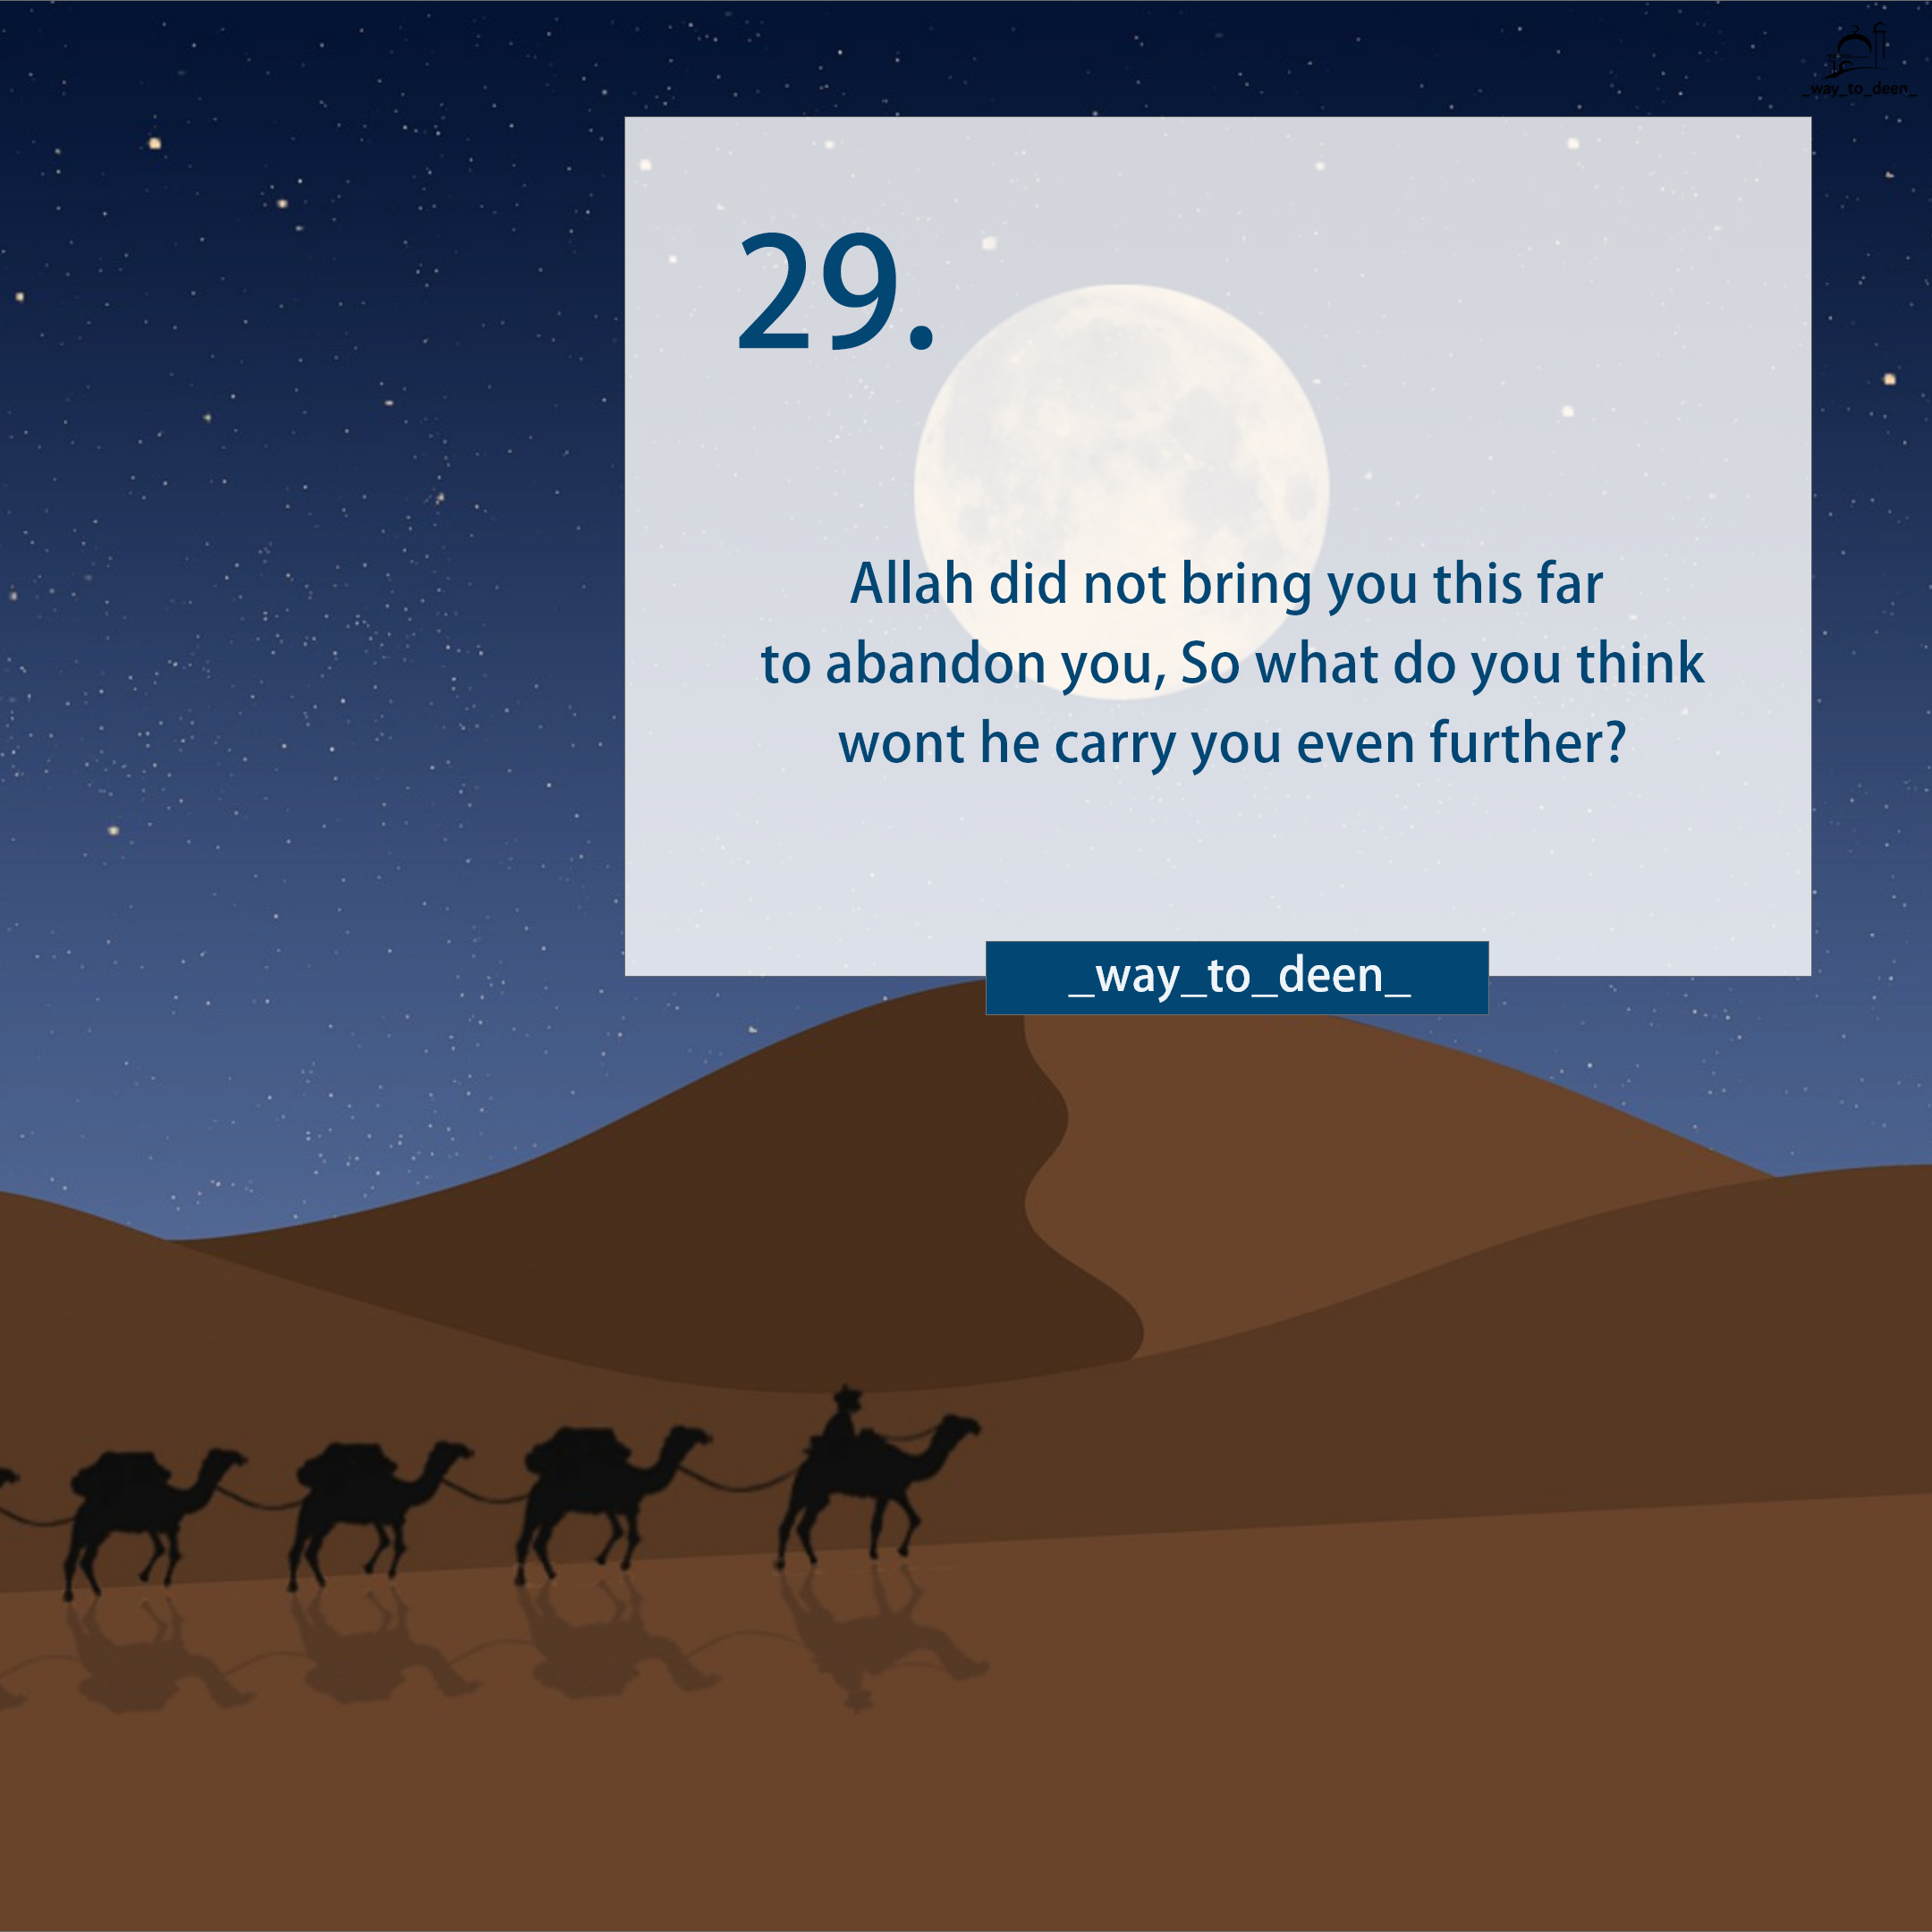 _way_to_deen_
29.
Allah did not bring you this far
to abandon you, So what do you think
wont he carry you even further?
_way_to_deen_